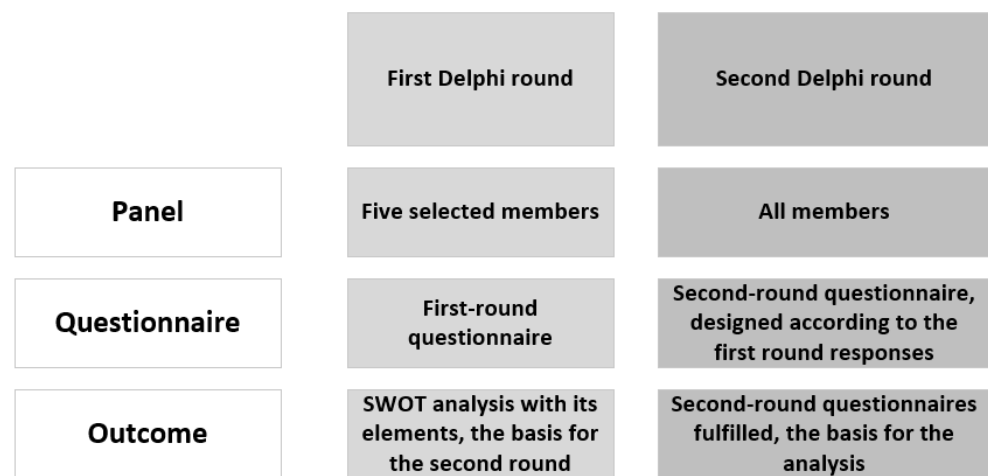 First Delphi round
Second Delphi round
Panel
Five selected members
All members
Questionnaire
First-round
questionnaire
Second-round questionnaire,
designed according to the
first round responses
Outcome
SWOT analysis with its
elements, the basis for
the second round
Second-round questionnaires
fulfilled, the basis for the
analysis